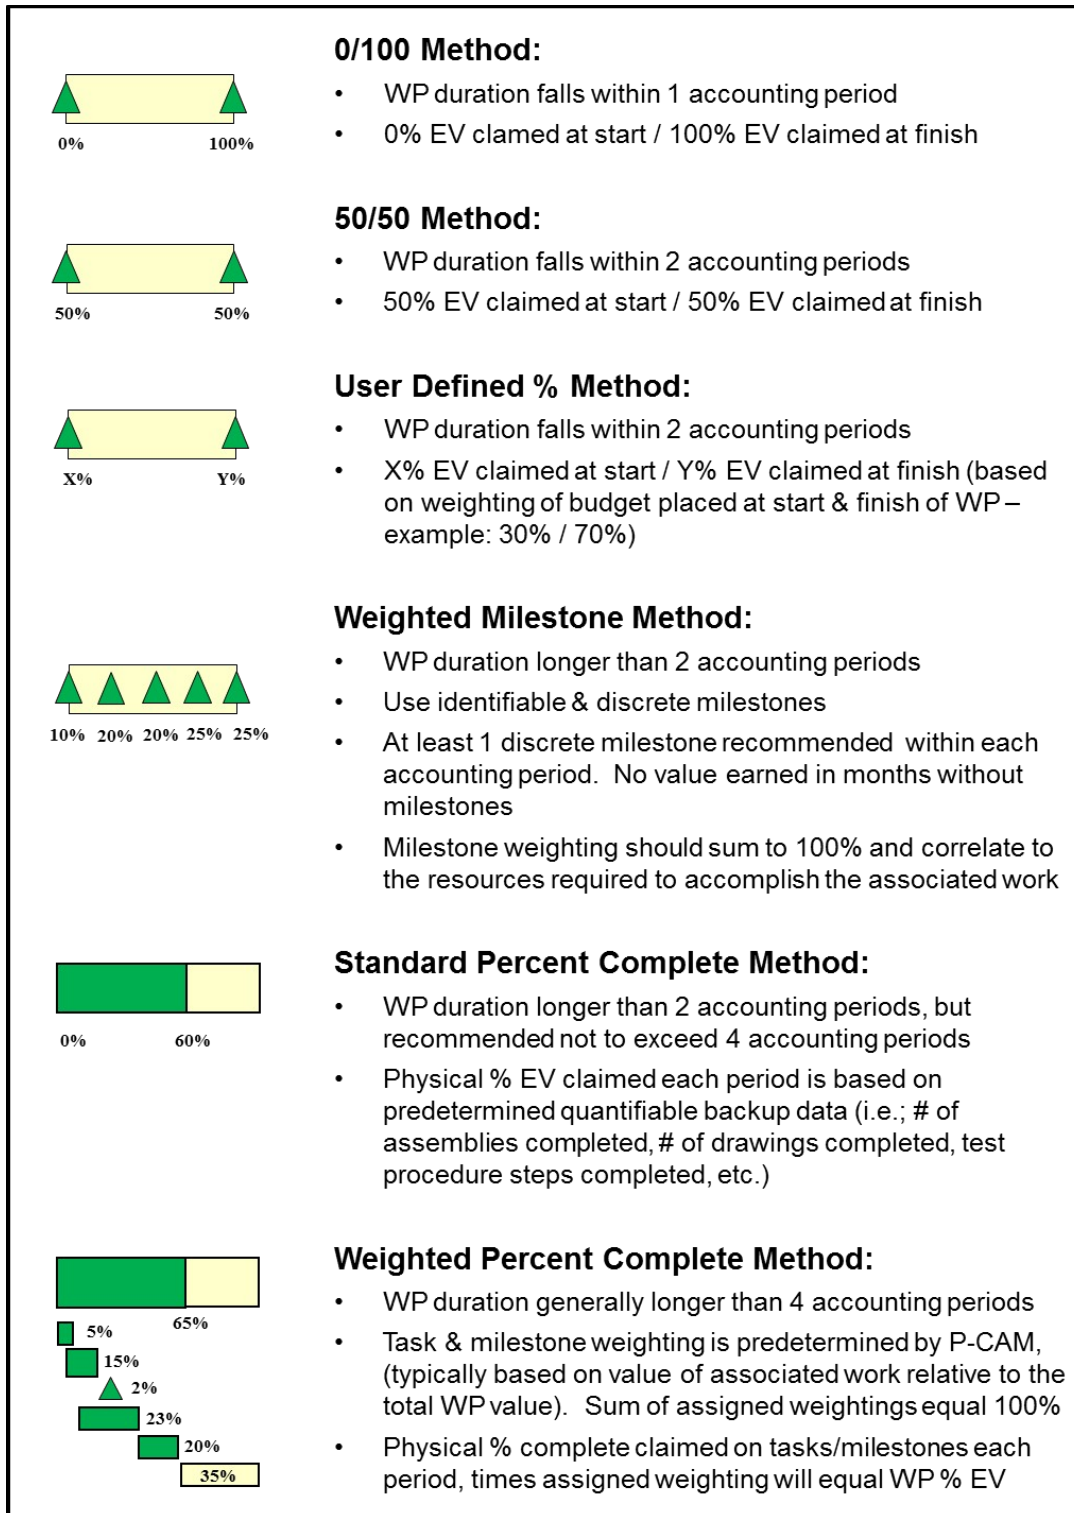 0/100 Method:
• WP duration falls within 1 accounting period
• 0% EV clamed at start / 100% EV claimed at finish
0% 100%
50/50 Method:
• WP duration falls within 2 accounting periods
• 50% EV claimed at start / 50% EV claimed at finish
50% 50%
User Defined % Method:
• WP duration falls within 2 accounting periods
• X% EV claimed at start / Y% EV claimed at finish (based
on weighting of budget placed at start & finish of WP –
example: 30% / 70%)
X% Y%
Weighted Milestone Method:
• WP duration longer than 2 accounting periods
• Use identifiable & discrete milestones
• At least 1 discrete milestone recommended within each
accounting period. No value earned in months without
milestones
• Milestone weighting should sum to 100% and correlate to
the resources required to accomplish the associated work
10% 20% 20% 25% 25%
Standard Percent Complete Method:
• WP duration longer than 2 accounting periods, but
recommended not to exceed 4 accounting periods
• Physical % EV claimed each period is based on
predetermined quantifiable backup data (i.e.; # of
assemblies completed, # of drawings completed, test
procedure steps completed, etc.)
0% 60%
Weighted Percent Complete Method:
• WP duration generally longer than 4 accounting periods
• Task & milestone weighting is predetermined by P-CAM,
(typically based on value of associated work relative to the
total WP value). Sum of assigned weightings equal 100%
• Physical % complete claimed on tasks/milestones each
period, times assigned weighting will equal WP % EV
65%
5%
15%
2%
23%
20%
35%